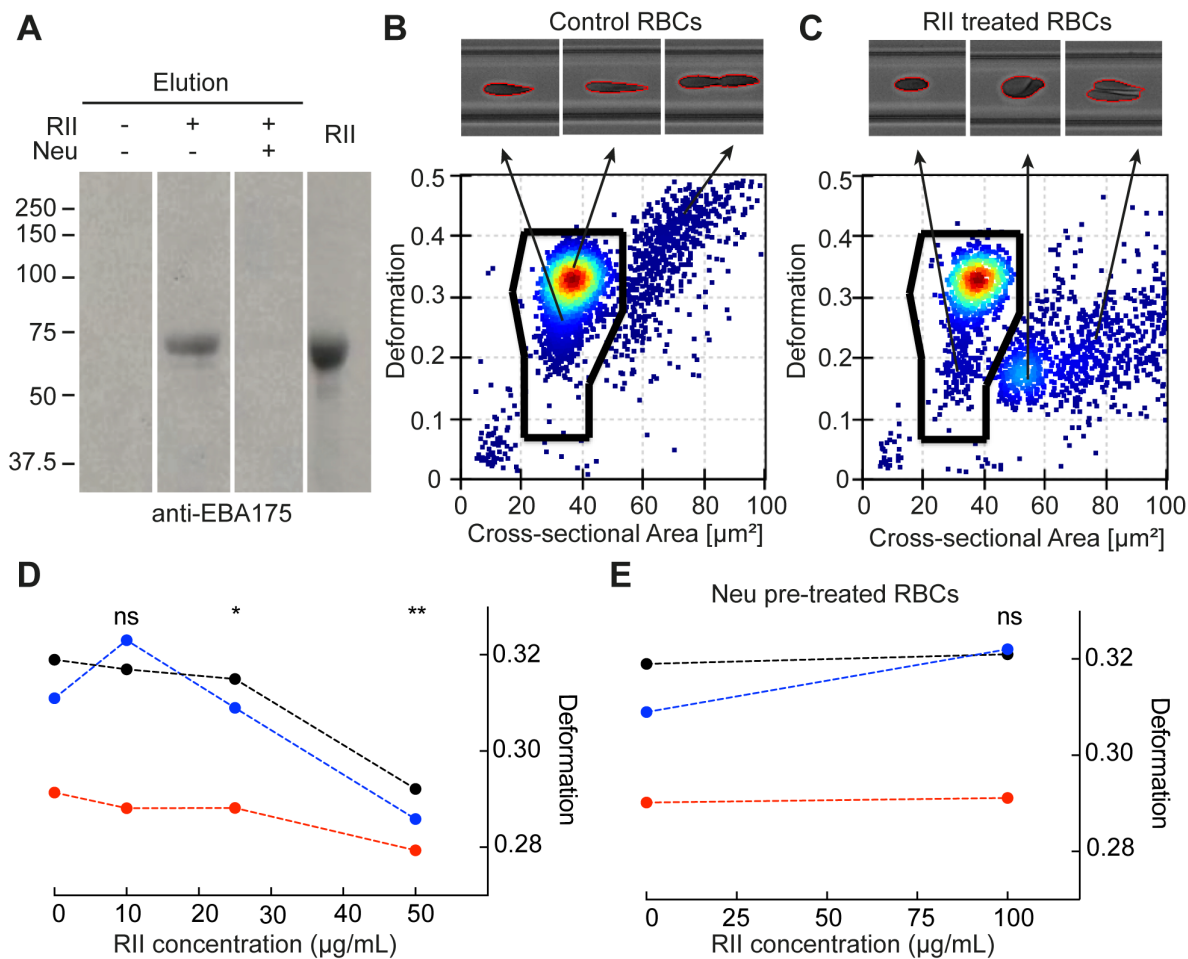 A
Elution
RII - + + RII
Neu - - +
250
150
100
75
50
37.5
anti-EBA175
B
Control RBCs
Deformation
0.5
0.4
0.3
0.2
0.1
0
0 20 40 60 80 100
Cross-sectional Area [µm²]
C
RII treated RBCs
Deformation
0.5
0.4
0.3
0.2
0.1
0
0 20 40 60 80 100
Cross-sectional Area [µm²]
D
ns * **
0.32
0.30
0.28
Deformation
0 10 20 30 40 50
RII concentration (µg/mL)
E
Neu pre-treated RBCs
ns
0.32
0.30
0.28
Deformation
0 25 50 75 100
RII concentration (µg/mL)